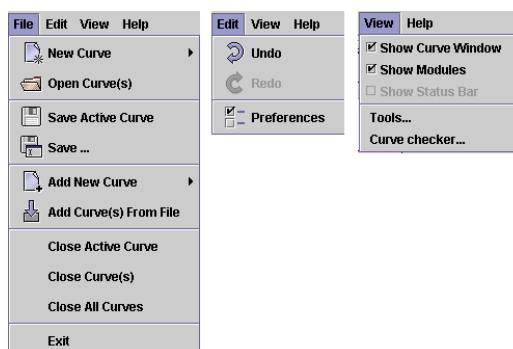 File Edit View Help
New Curve
Open Curve(s)
Save Active Curve
Save ...
Add New Curve
Add Curve(s) From File
Close Active Curve
Close Curve(s)
Close All Curves
Exit
Edit View Help
Undo
Redo
Preferences
View Help
Show Curve Window
Show Modules
Show Status Bar
Tools...
Curve checker...